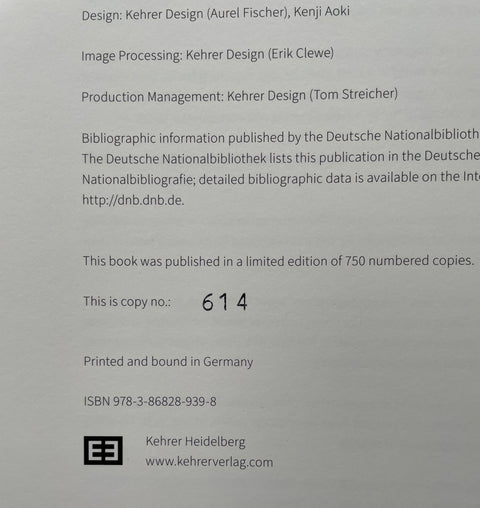 Design: Kehrer Design (Aurel Fischer), Kenji Aoki
Image Processing: Kehrer Design (Erik Clewe)
Production Management: Kehrer Design (Tom Streicher)
Bibliographic information published by the Deutsche Nationalbiblioth
The Deutsche Nationalbibliothek lists this publication in the Deutsche
Nationalbibliografie; detailed bibliographic data is available on the Inte
http://dnb.dnb.de.
This book was published in a limited edition of 750 numbered copies.
This is copy no.: 614
Printed and bound in Germany
ISBN 978-3-86828-939-8
Kehrer Heidelberg
www.kehrerverlag.com